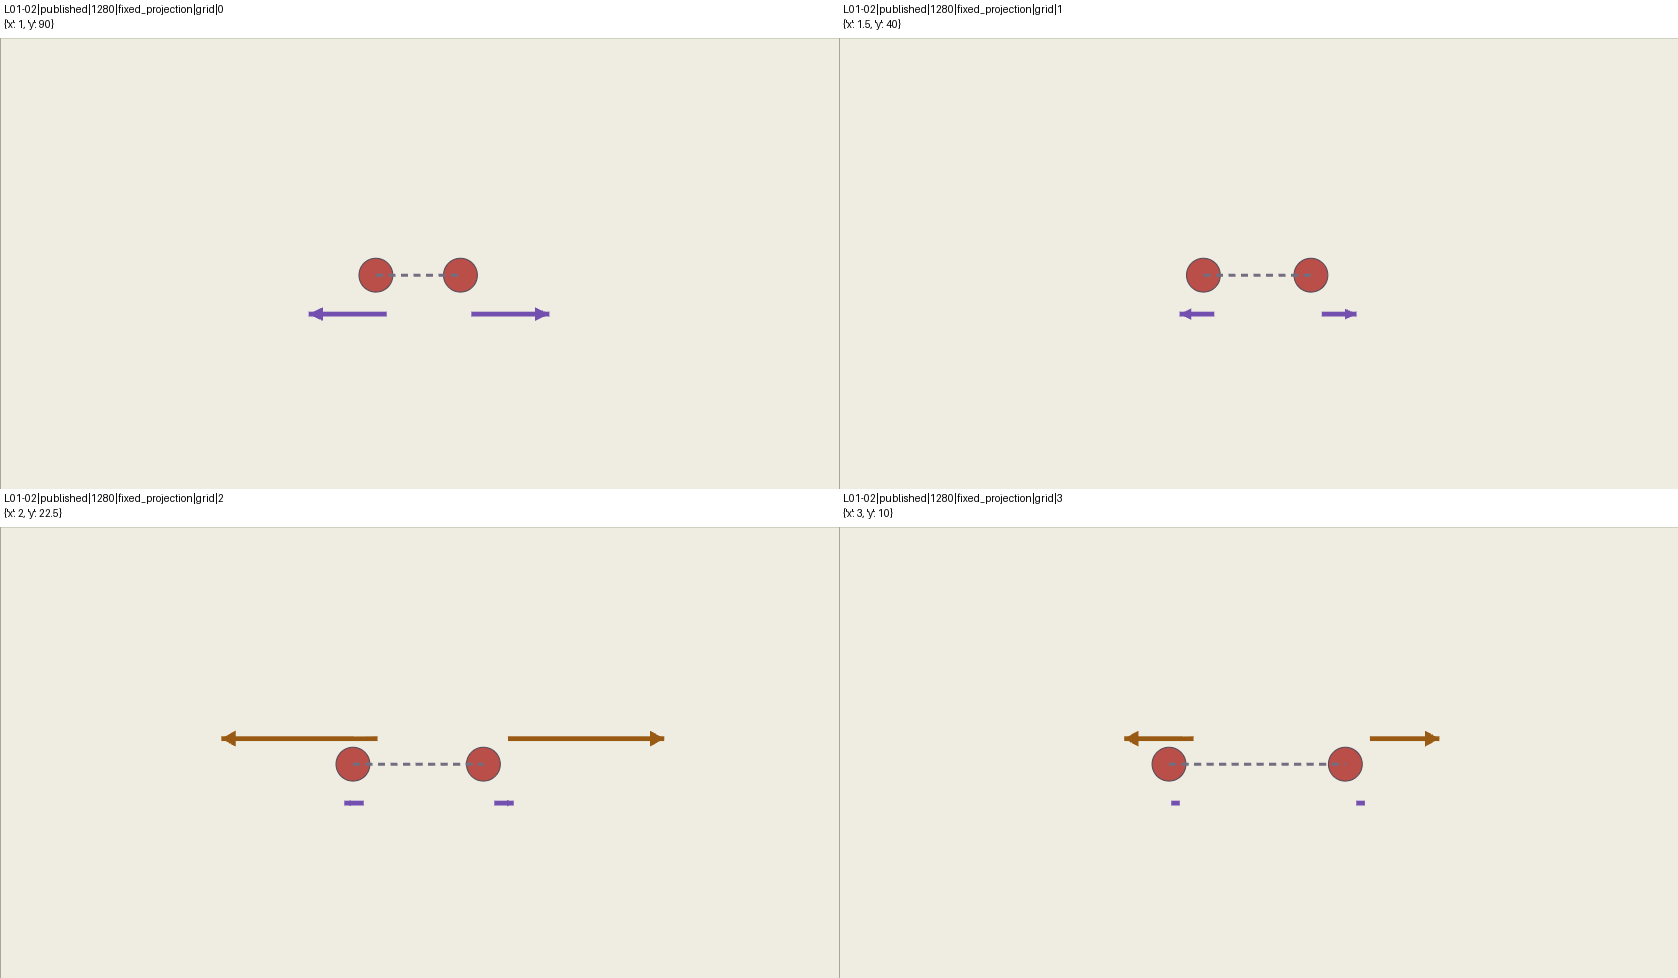 L01-02|published|1280|fixed_projection|grid|0
{'x': 1, 'y': 90}
L01-02|published|1280|fixed_projection|grid|1
{'x': 1.5, 'y': 40}
L01-02|published|1280|fixed_projection|grid|2
{'x': 2, 'y': 22.5}
L01-02|published|1280|fixed_projection|grid|3
{'x': 3, 'y': 10}